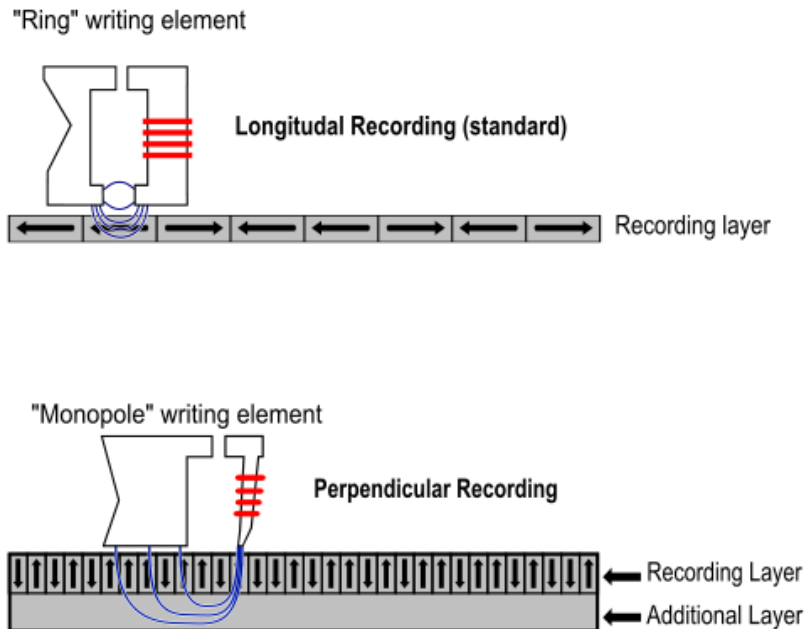 "Ring" writing element
Longitudal Recording (standard)
Recording layer
"Monopole" writing element
Perpendicular Recording
Recording Layer
Additional Layer